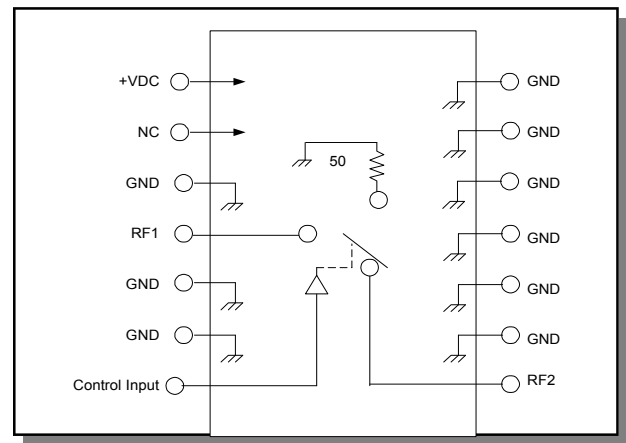 +VDC
NC
GND
RF1
GND
GND
Control Input
50
GND
GND
GND
GND
GND
GND
RF2